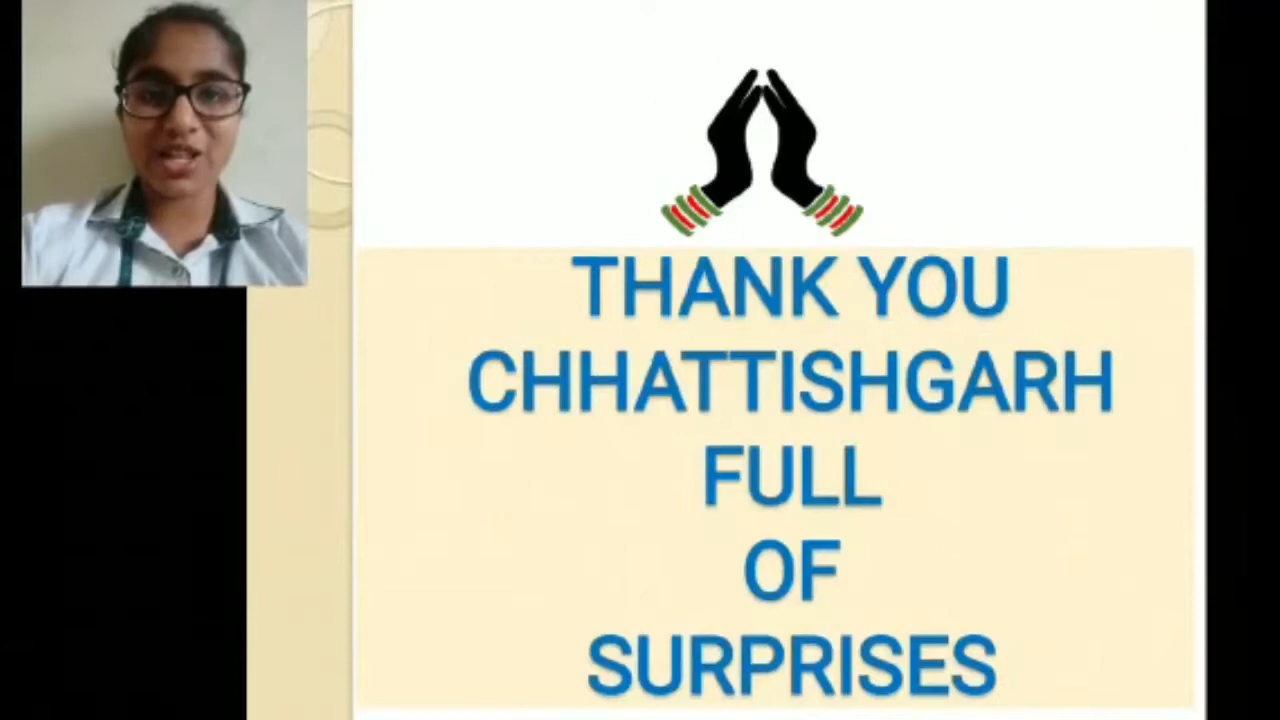 THANK YOU
CHHATTISHGARH
FULL
OF
SURPRISES